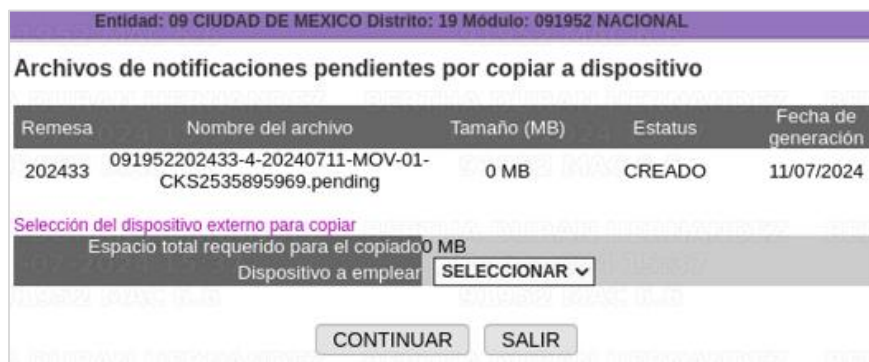 Entidad: 09 CIUDAD DE MEXICO Distrito: 19 Módulo: 091952 NACIONAL
Archivos de notificaciones pendientes por copiar a dispositivo
Remesa Nombre del archivo Tamaño (MB) Estatus Fecha de generación
202433 091952202433-4-20240711-MOV-01-CKS2535895969.pending 0 MB CREADO 11/07/2024
Selección del dispositivo externo para copiar
Espacio total requerido para el copiado 0 MB
Dispositivo a emplear SELECCIONAR
CONTINUAR SALIR